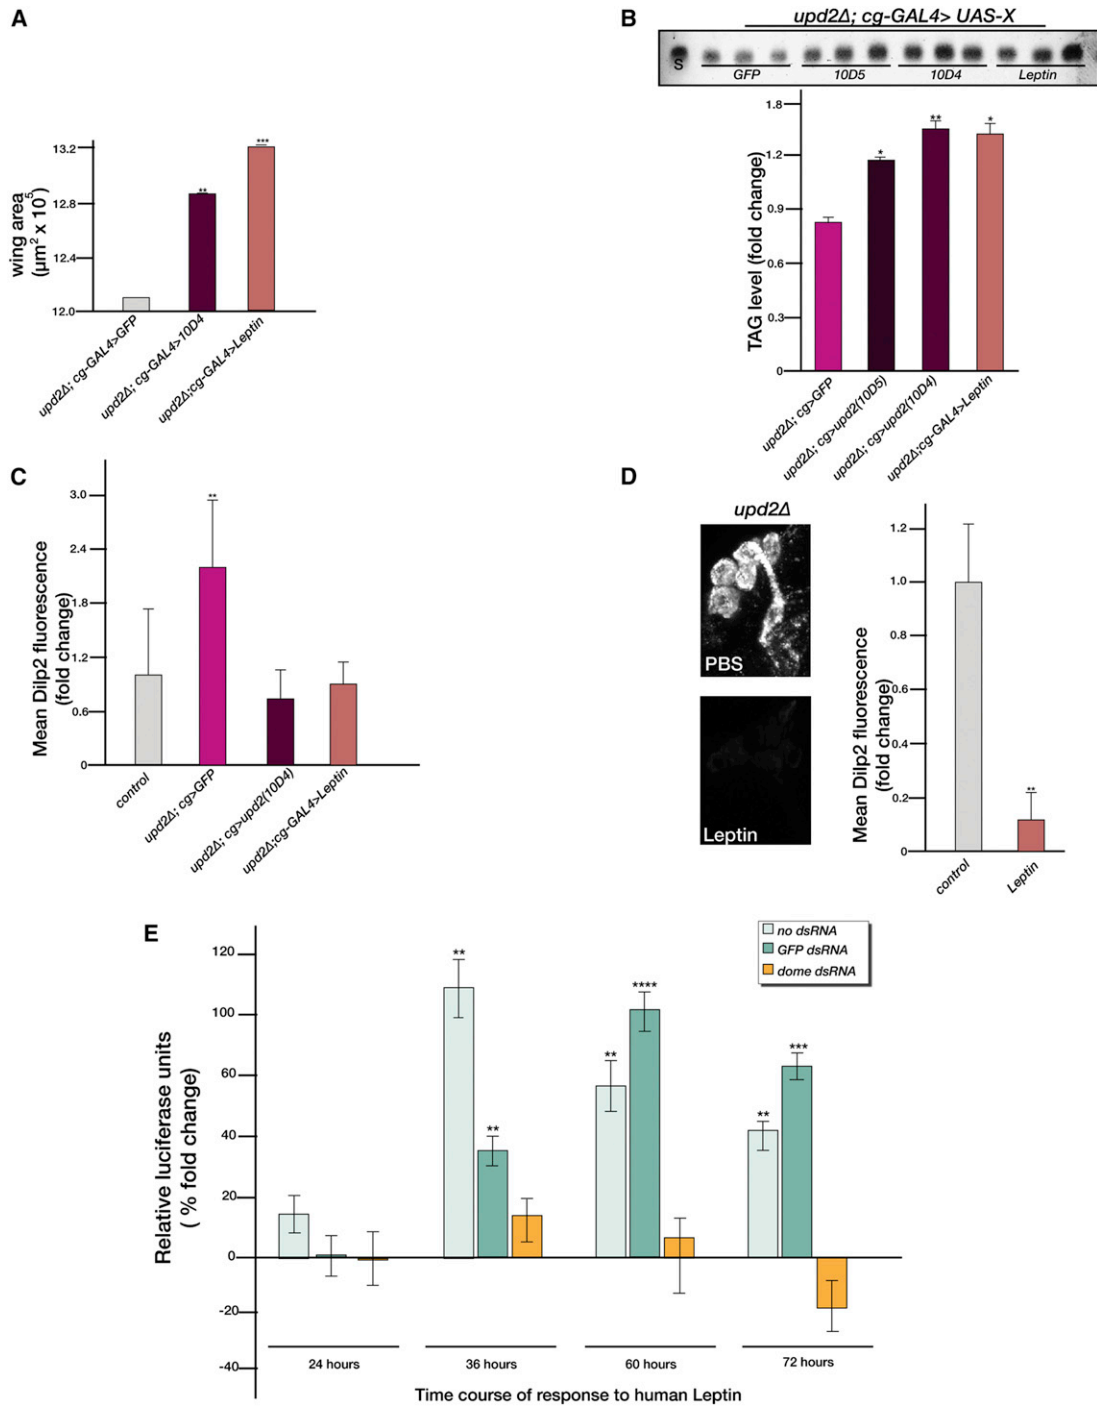 A
13.2
12.8
12.4
12.0
wing area
(µm² x 10⁵)
**
***
upd2Δ; cg-GAL4>GFP
upd2Δ; cg-GAL4>10D4
upd2Δ;cg-GAL4>Leptin
B
upd2Δ; cg-GAL4> UAS-X
S
GFP
10D5
10D4
Leptin
1.8
1.2
0.9
0.6
0.3
0
TAG level (fold change)
*
**
*
upd2Δ; cg>GFP
upd2Δ; cg>upd2(10D5)
upd2Δ; cg>upd2(10D4)
upd2Δ;cg-GAL4>Leptin
C
3.0
2.4
1.8
1.2
0.6
0
Mean Dilp2 fluorescence
(fold change)
**
control
upd2Δ; cg>GFP
upd2Δ; cg>upd2(10D4)
upd2Δ;cg-GAL4>Leptin
D
upd2Δ
PBS
Leptin
1.2
1.0
0.8
0.6
0.4
0.2
0
Mean Dilp2 fluorescence
(fold change)
**
control
Leptin
E
no dsRNA
GFP dsRNA
dome dsRNA
120
100
60
40
20
0
-20
-40
Relative luciferase units
( % fold change)
**
**
**
****
**
***
24 hours
36 hours
60 hours
72 hours
Time course of response to human Leptin